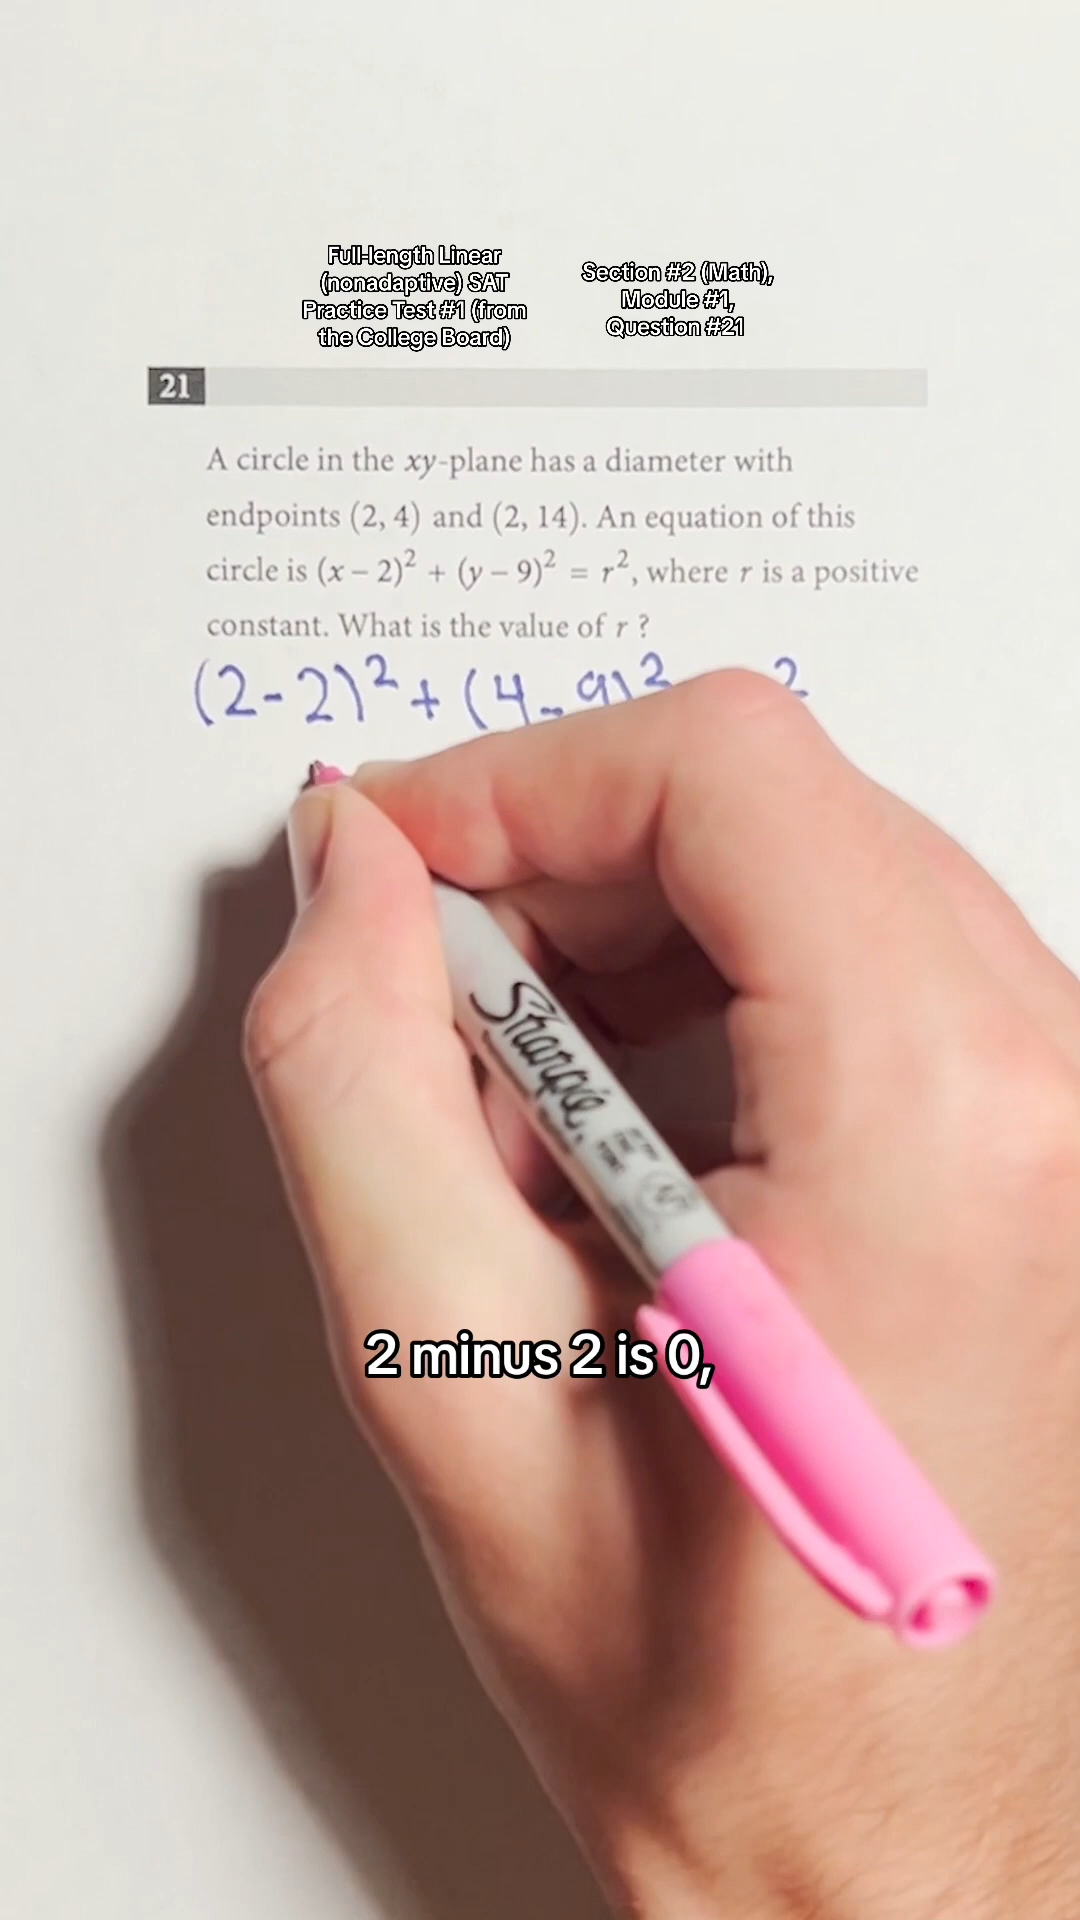 Full-length Linear
(nonadaptive) SAT
Practice Test #1 (from
the College Board)
Section #2 (Math),
Module #1,
Question #21
21
A circle in the xy-plane has a diameter with
endpoints (2, 4) and (2, 14). An equation of this
circle is (x – 2)² + (y – 9)² = r², where r is a positive
constant. What is the value of r ?
(2-2)²+(4-9)² 2
Sharpie.
2 minus 2 is 0,